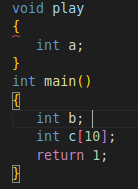 void play
{
    int a;
}
int main()
{
    int b;
    int c[10];
    return 1;
}